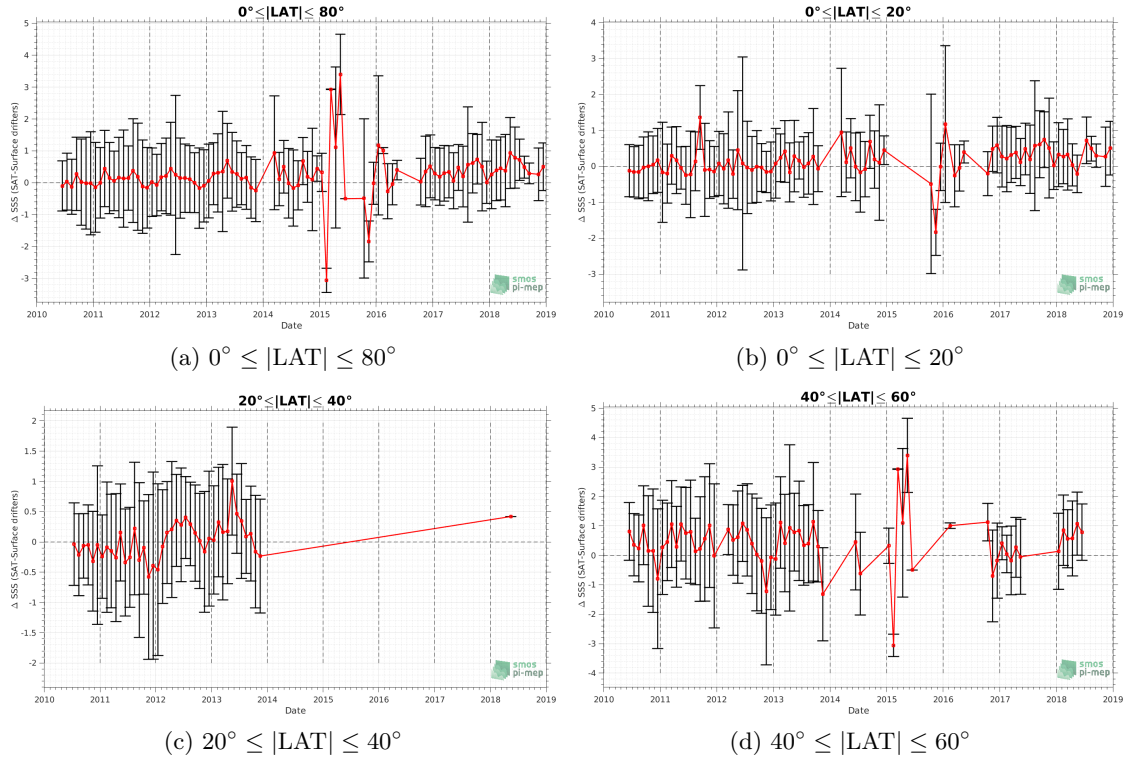 0°≤|LAT|≤ 80°
5
4
3
2
1
0
-1
-2
-3
Δ SSS (SAT-Surface drifters)
2010 2011 2012 2013 2014 2015 2016 2017 2018 2019
Date
smos
pi-mep
(a) 0° ≤ |LAT| ≤ 80°
0°≤|LAT|≤ 20°
4
3
2
1
0
-1
-2
-3
Δ SSS (SAT-Surface drifters)
2010 2011 2012 2013 2014 2015 2016 2017 2018 2019
Date
smos
pi-mep
(b) 0° ≤ |LAT| ≤ 20°
20°≤|LAT|≤ 40°
2
1.5
1
0.5
0
-0.5
-1
-1.5
-2
Δ SSS (SAT-Surface drifters)
2010 2011 2012 2013 2014 2015 2016 2017 2018 2019
Date
smos
pi-mep
(c) 20° ≤ |LAT| ≤ 40°
40°≤|LAT|≤ 60°
5
4
3
2
1
0
-1
-2
-3
-4
Δ SSS (SAT-Surface drifters)
2010 2011 2012 2013 2014 2015 2016 2017 2018 2019
Date
smos
pi-mep
(d) 40° ≤ |LAT| ≤ 60°